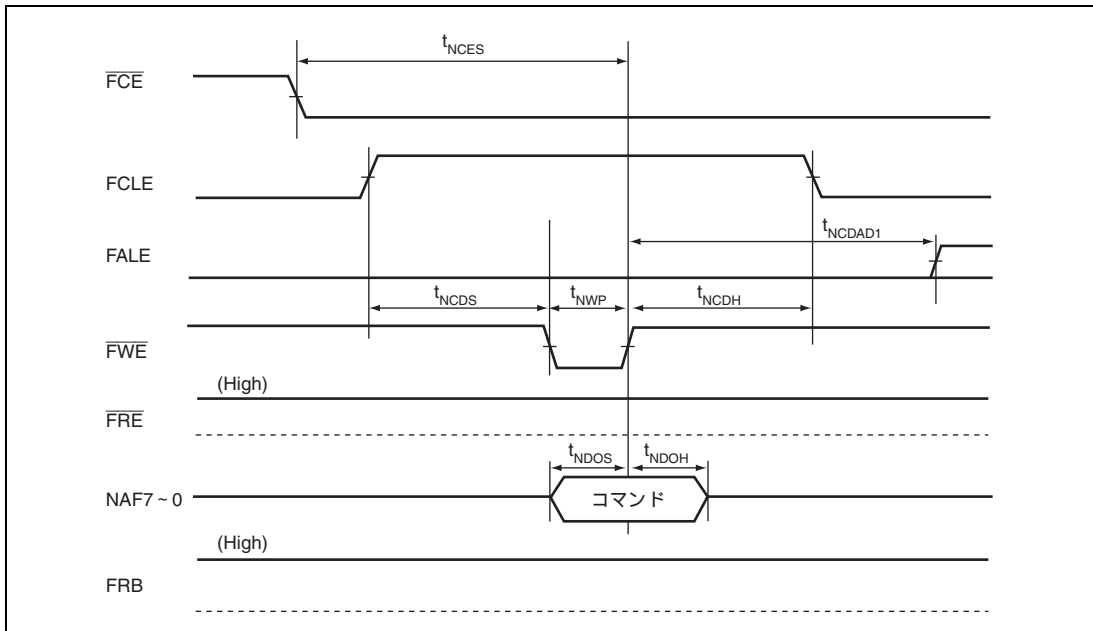 tNCES
FCE
FCLE
tNCDAD1
FALE
tNCDS tNWP tNCDH
FWE
(High)
FRE
tNDOS tNDOH
NAF7 ~ 0 コマンド
(High)
FRB